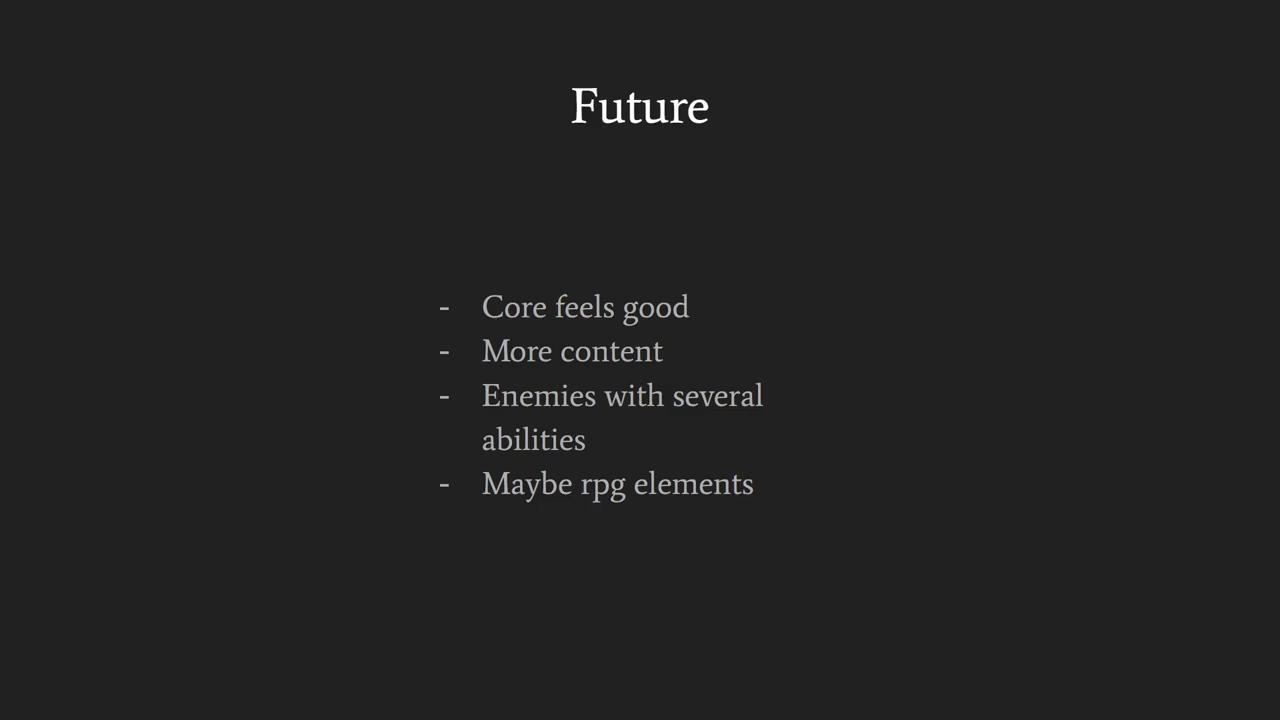 Future
- Core feels good
- More content
- Enemies with several
abilities
- Maybe rpg elements